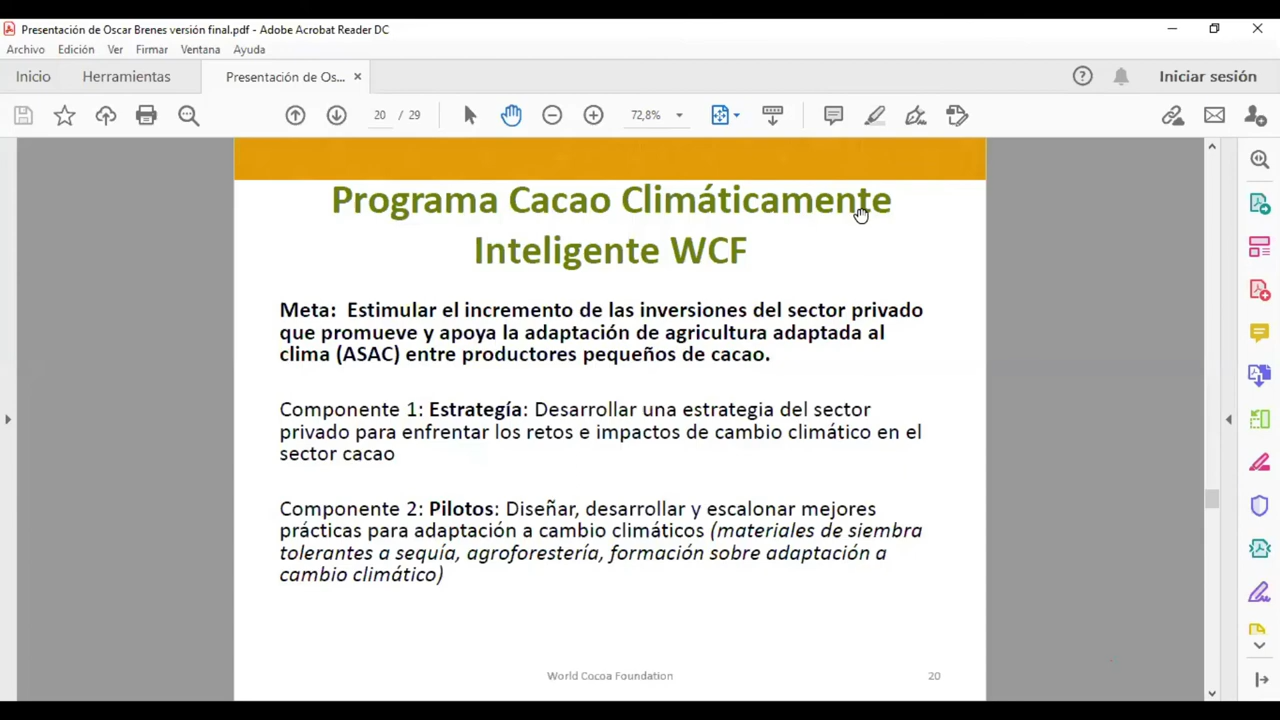 Presentación de Oscar Brenes versión final.pdf - Adobe Acrobat Reader DC
Archivo Edición Ver Firmar Ventana Ayuda
Inicio Herramientas Presentación de Os... Iniciar sesión
20 / 29 72,8%
Programa Cacao Climáticamente
Inteligente WCF
Meta: Estimular el incremento de las inversiones del sector privado
que promueve y apoya la adaptación de agricultura adaptada al
clima (ASAC) entre productores pequeños de cacao.
Componente 1: Estrategía: Desarrollar una estrategia del sector
privado para enfrentar los retos e impactos de cambio climático en el
sector cacao
Componente 2: Pilotos: Diseñar, desarrollar y escalonar mejores
prácticas para adaptación a cambio climáticos (materiales de siembra
tolerantes a sequía, agroforestería, formación sobre adaptación a
cambio climático)
World Cocoa Foundation 20